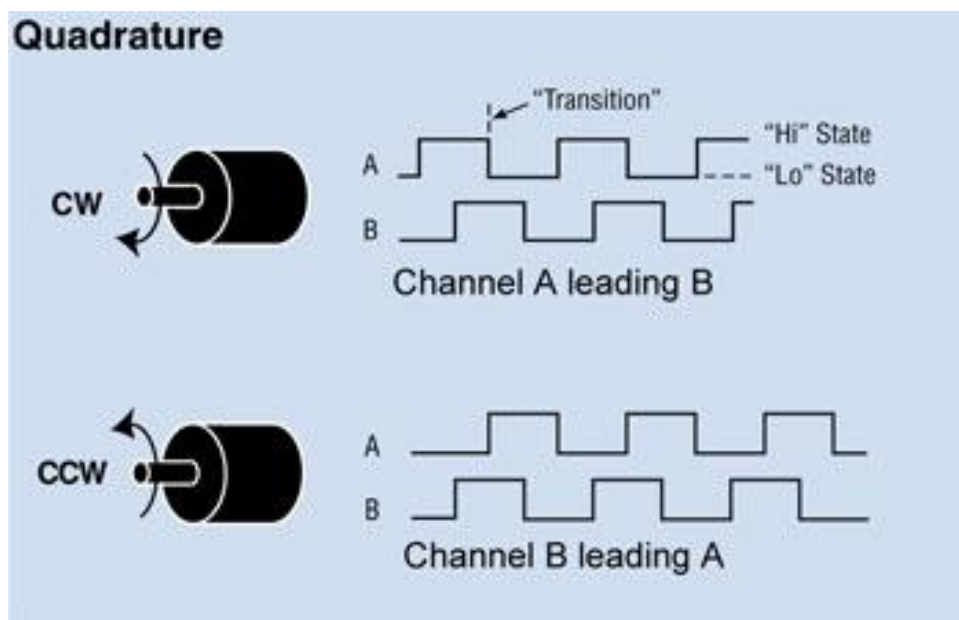 Quadrature
"Transition"
"Hi" State
A
"Lo" State
CW
B
Channel A leading B
A
CCW
B
Channel B leading A